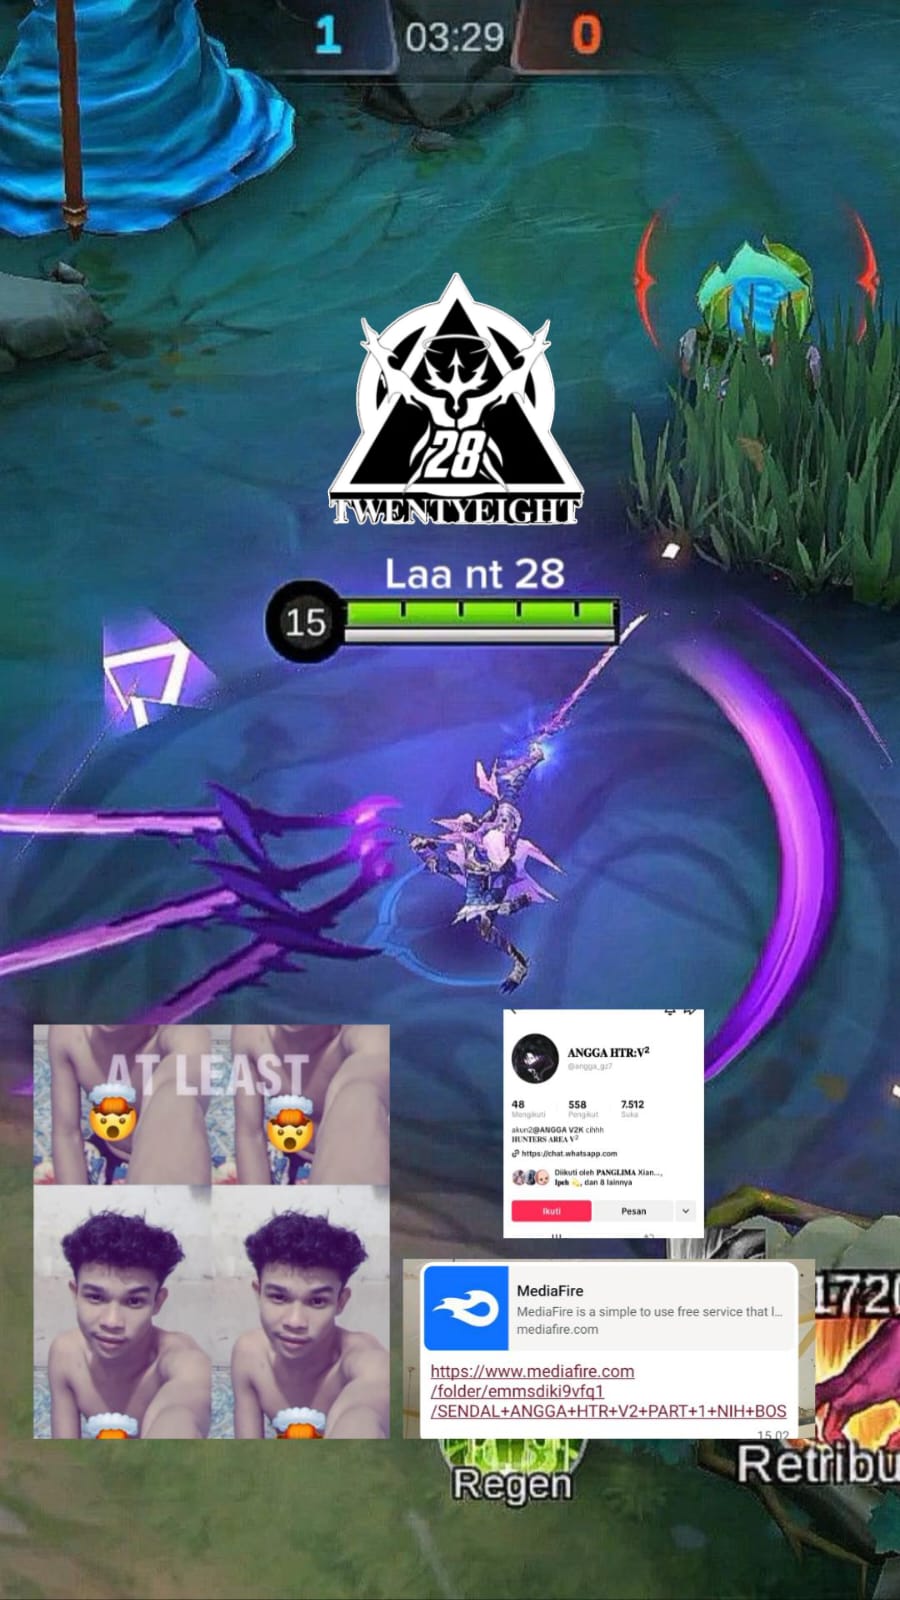 1 03:29 0
28
TWENTYEIGHT
Laa nt 28
15
AT LEAST
ANGGA HTR:V²
@angga_gz7
48 558 7.512
Mengikuti Pengikut Suka
akun2@ANGGA V2K cihhh
HUNTERS AREA V²
https://chat.whatsapp.com
Diikuti oleh PANGLIMA Xian...,
Ipeh 💫, dan 8 lainnya
Ikuti Pesan
MediaFire
MediaFire is a simple to use free service that l...
mediafire.com
https://www.mediafire.com
/folder/emmsdiki9vfq1
/SENDAL+ANGGA+HTR+V2+PART+1+NIH+BOS
15.02
1720
Regen
Retribu